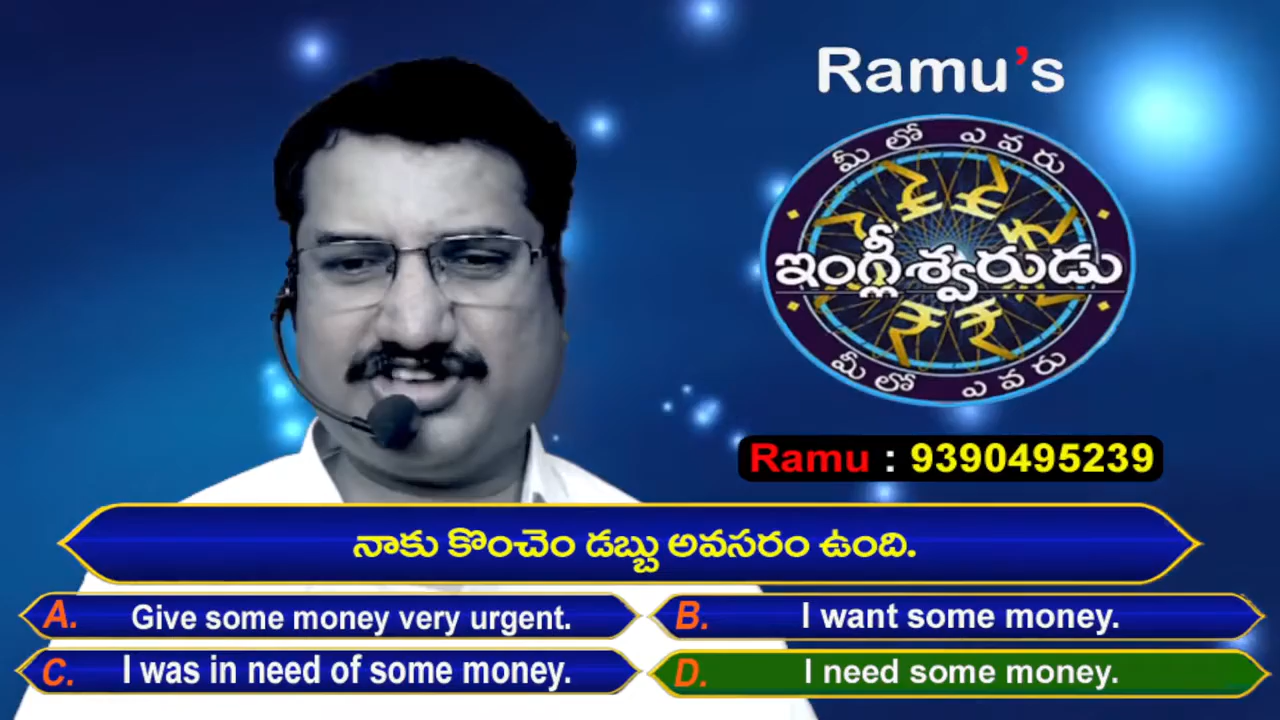 Ramu's
మీలో ఎవరు
ఇంగ్లీశ్వరుడు
మీలో ఎవరు
Ramu : 9390495239
నాకు కొంచెం డబ్బు అవసరం ఉంది.
A. Give some money very urgent.
B. I want some money.
C. I was in need of some money.
D. I need some money.